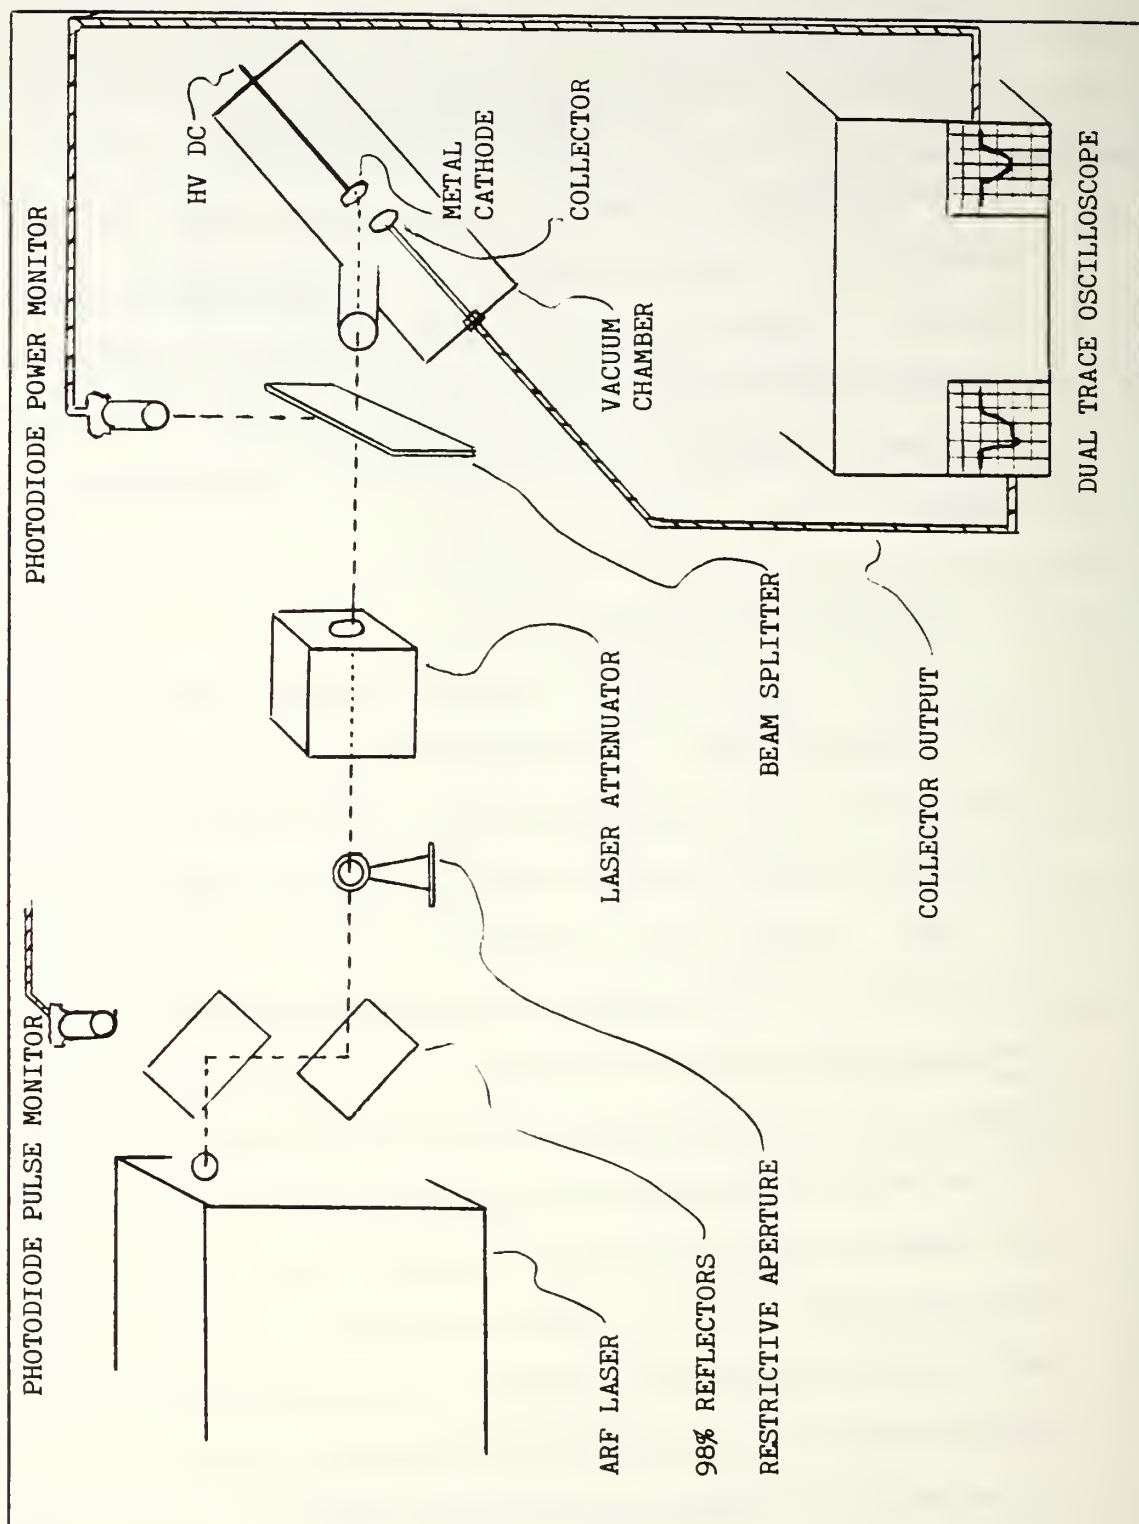 PHOTODIODE PULSE MONITOR
PHOTODIODE POWER MONITOR
HV DC
METAL
CATHODE
COLLECTOR
VACUUM
CHAMBER
ARF LASER
LASER ATTENUATOR
98% REFLECTORS
RESTRICTIVE APERTURE
BEAM SPLITTER
COLLECTOR OUTPUT
DUAL TRACE OSCILLOSCOPE